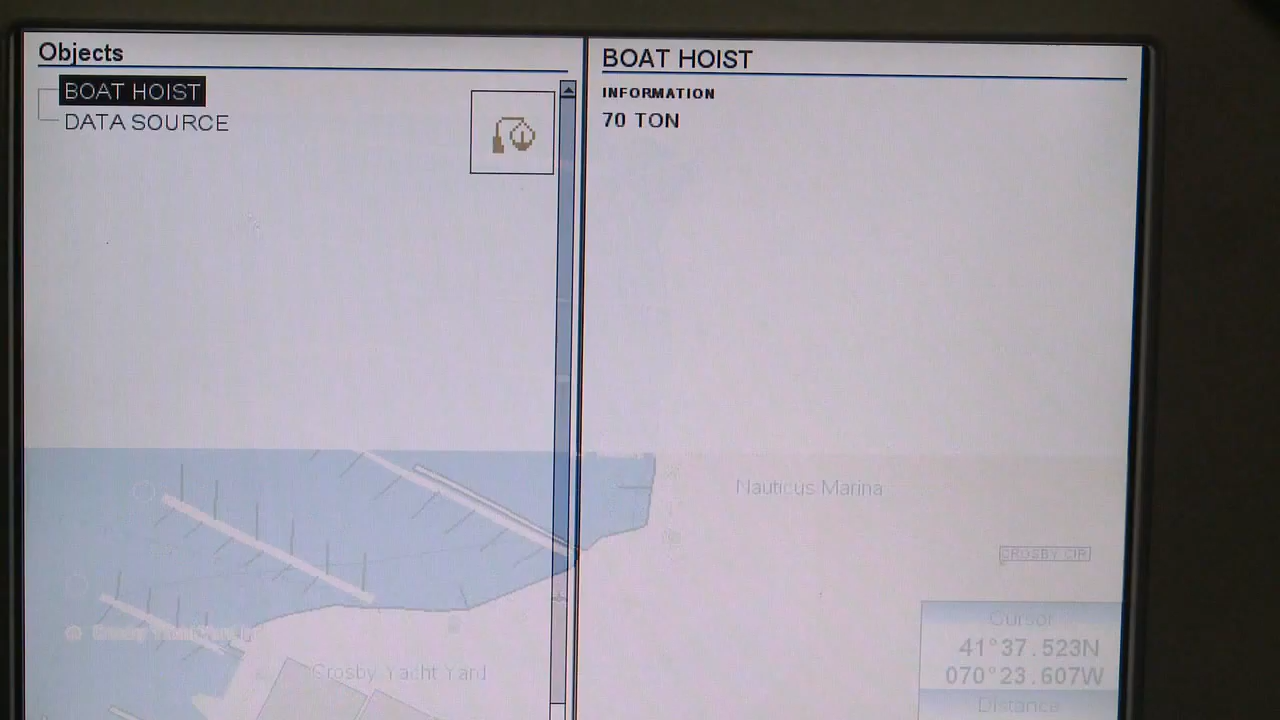 Objects
BOAT HOIST
DATA SOURCE
BOAT HOIST
INFORMATION
70 TON
Nauticus Marina
CROSBY CIR
Crosby Yacht Yard
Cursor
41°37.523N
070°23.607W
Distance